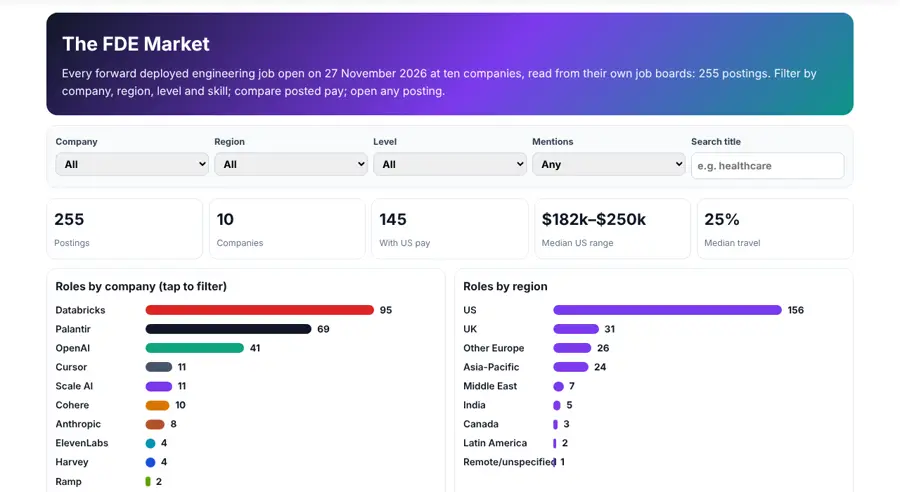 The FDE Market
Every forward deployed engineering job open on 27 November 2026 at ten companies, read from their own job boards: 255 postings. Filter by
company, region, level and skill; compare posted pay; open any posting.
Company
Region
Level
Mentions
Search title
All
All
All
Any
e.g. healthcare
255
Postings
10
Companies
145
With US pay
$182k–$250k
Median US range
25%
Median travel
Roles by company (tap to filter)
Databricks 95
Palantir 69
OpenAI 41
Cursor 11
Scale AI 11
Cohere 10
Anthropic 8
ElevenLabs 4
Harvey 4
Ramp 2
Roles by region
US 156
UK 31
Other Europe 26
Asia-Pacific 24
Middle East 7
India 5
Canada 3
Latin America 2
Remote/unspecified 1